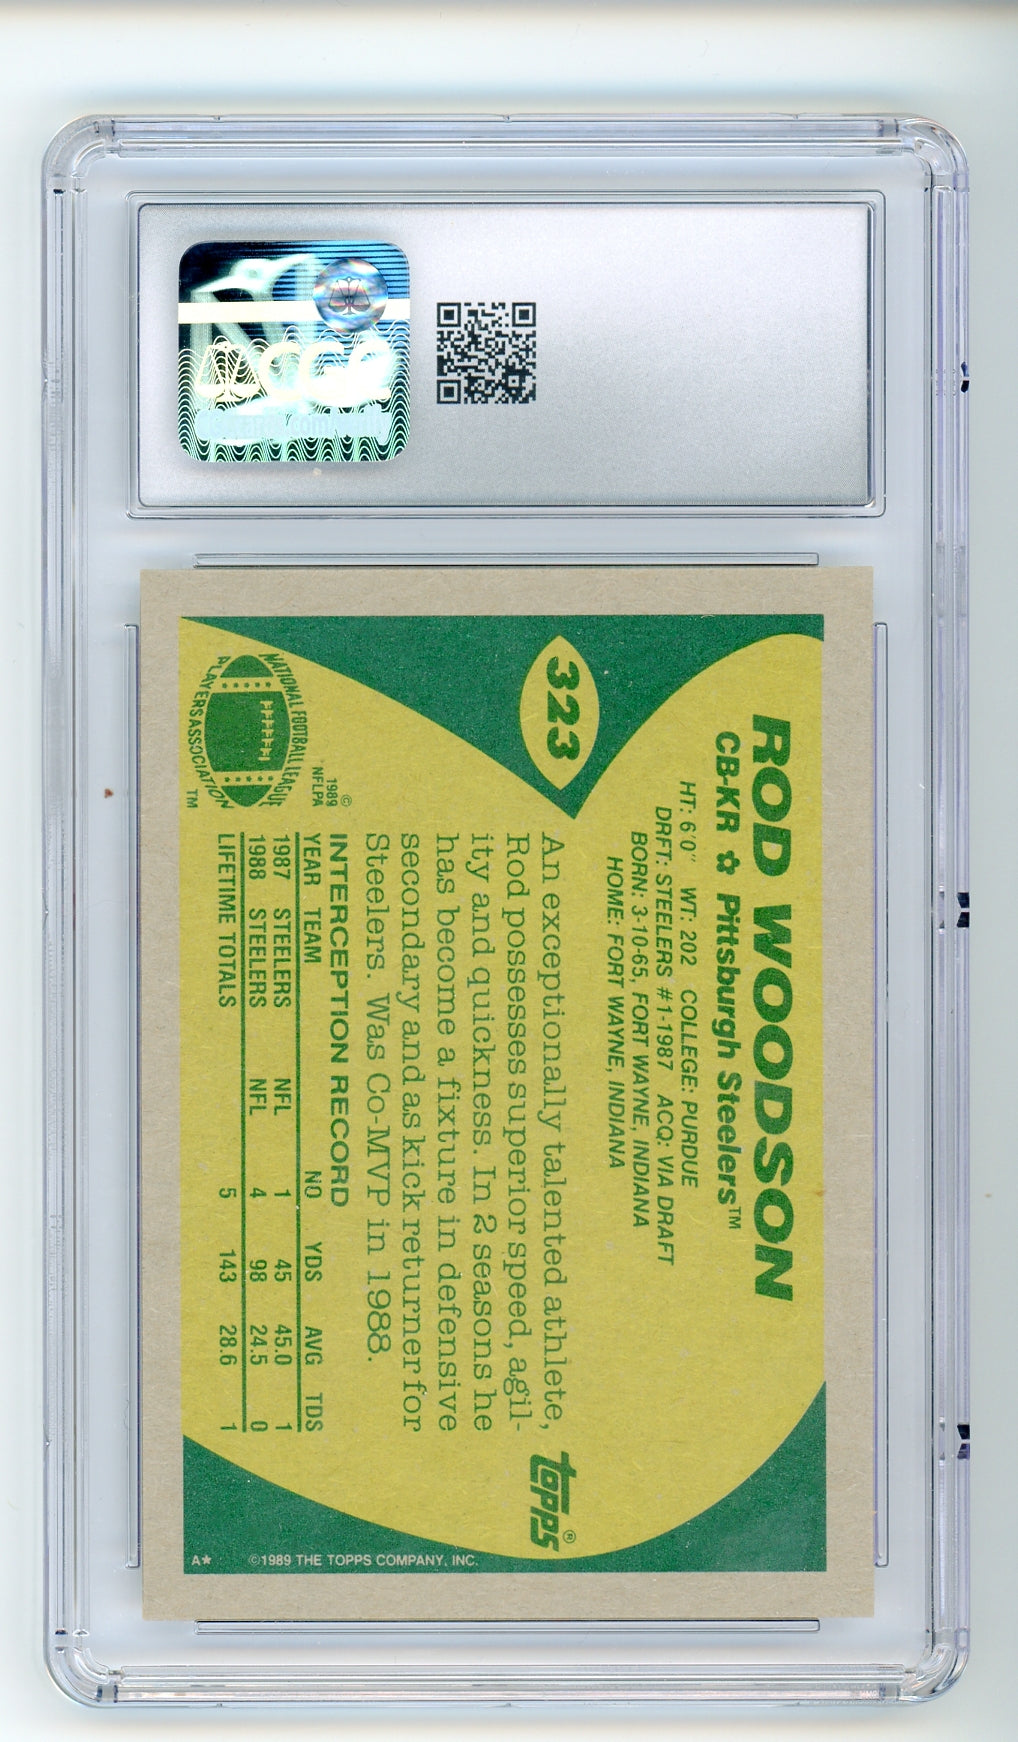 CGC
323
ROD WOODSON
CB-KR ✿ Pittsburgh Steelers™
HT: 6'0" WT: 202 COLLEGE: PURDUE
DRFT: STEELERS #1-1987 ACQ: VIA DRAFT
BORN: 3-10-65, FORT WAYNE, INDIANA
HOME: FORT WAYNE, INDIANA
An exceptionally talented athlete,
Rod possesses superior speed, agil-
ity and quickness. In 2 seasons he
has become a fixture in defensive
secondary and as kick returner for
Steelers. Was Co-MVP in 1988.
topps®
INTERCEPTION RECORD
YEAR TEAM NO YDS AVG TDS
1987 STEELERS NFL 1 45 45.0 1
1988 STEELERS NFL 4 98 24.5 0
LIFETIME TOTALS 5 143 28.6 1
©
1989
NFLPA
NATIONAL FOOTBALL LEAGUE
PLAYERS ASSOCIATION
TM
A★ ©1989 THE TOPPS COMPANY, INC.